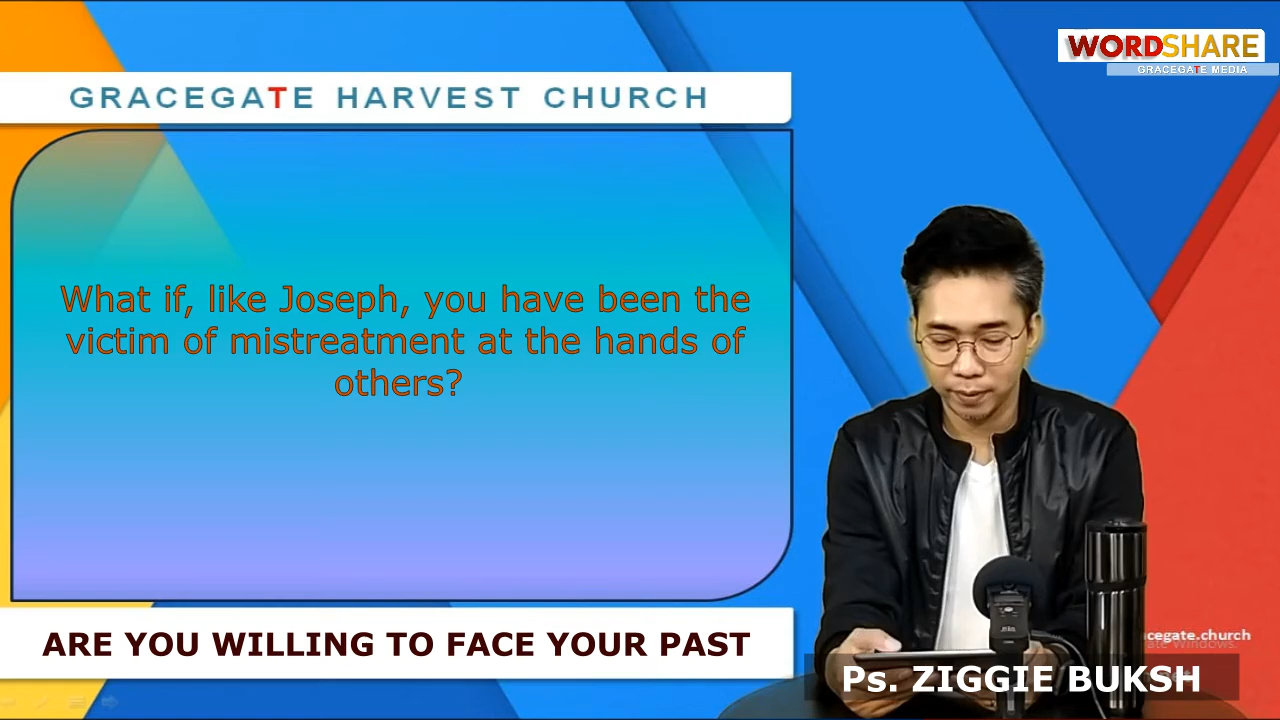 WORDSHARE
GRACEGATE MEDIA
GRACEGATE HARVEST CHURCH
What if, like Joseph, you have been the
victim of mistreatment at the hands of
others?
ARE YOU WILLING TO FACE YOUR PAST
cegate.church
Windows.
Ps. ZIGGIE BUKSH